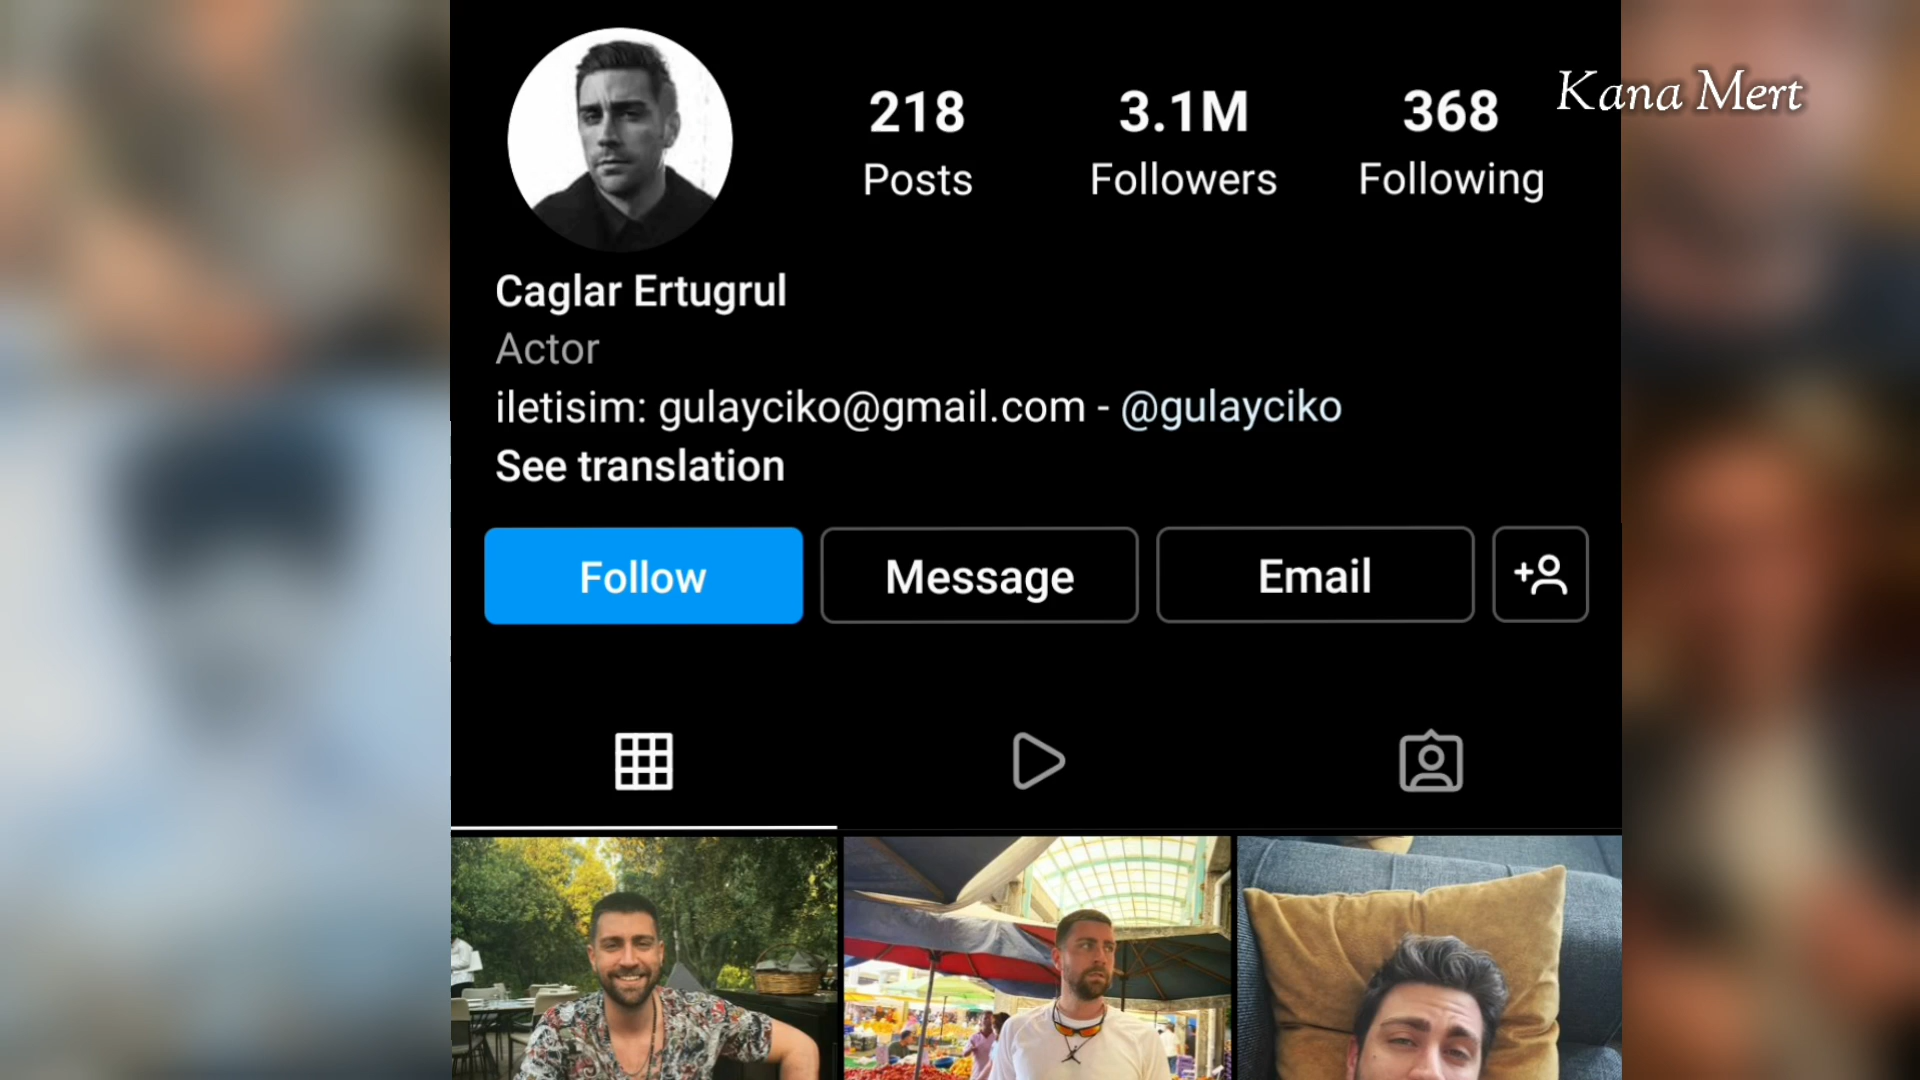 Kana Mert
218
Posts
3.1M
Followers
368
Following
Caglar Ertugrul
Actor
iletisim: gulayciko@gmail.com - @gulayciko
See translation
Follow
Message
Email